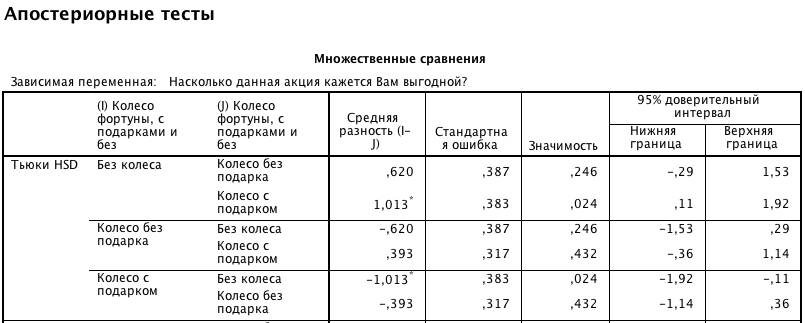 Апостериорные тесты
Множественные сравнения
Зависимая переменная: Насколько данная акция кажется Вам выгодной?
(I) Колесо фортуны, с подарками и без
(J) Колесо фортуны, с подарками и без
Средняя разность (I-J)
Стандартная ошибка
Значимость
95% доверительный интервал
Нижняя граница
Верхняя граница
Тьюки HSD Без колеса Колесо без подарка ,620 ,387 ,246 -,29 1,53
Колесо с подарком 1,013* ,383 ,024 ,11 1,92
Колесо без подарка Без колеса -,620 ,387 ,246 -1,53 ,29
Колесо с подарком ,393 ,317 ,432 -,36 1,14
Колесо с подарком Без колеса -1,013* ,383 ,024 -1,92 -,11
Колесо без подарка -,393 ,317 ,432 -1,14 ,36